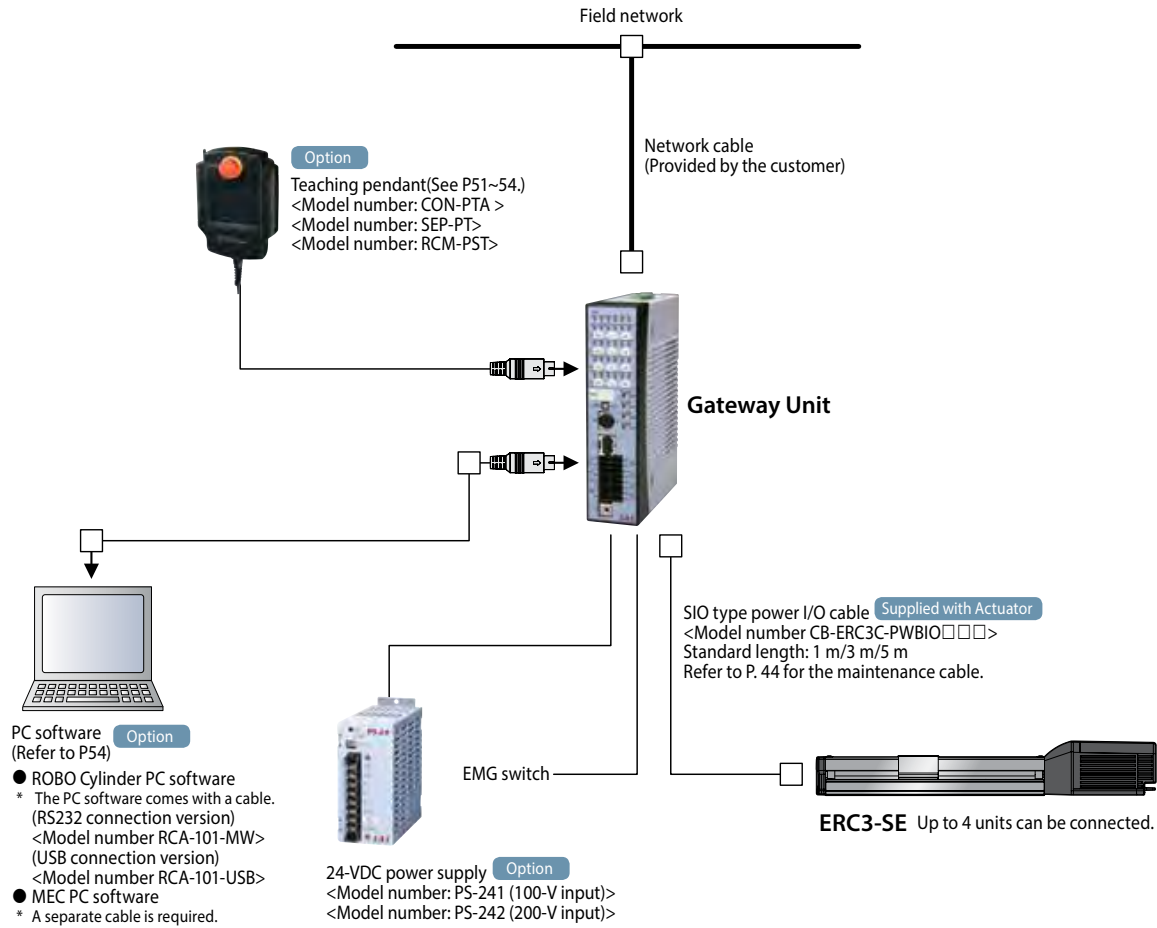 Field network
Network cable
(Provided by the customer)
Option
Teaching pendant(See P51~54.)
<Model number: CON-PTA >
<Model number: SEP-PT>
<Model number: RCM-PST>
Gateway Unit
SIO type power I/O cable Supplied with Actuator
<Model number CB-ERC3C-PWBIO□□□>
Standard length: 1 m/3 m/5 m
Refer to P. 44 for the maintenance cable.
PC software Option
(Refer to P54)
● ROBO Cylinder PC software
* The PC software comes with a cable.
(RS232 connection version)
<Model number RCA-101-MW>
(USB connection version)
<Model number RCA-101-USB>
● MEC PC software
* A separate cable is required.
PS-24
EMG switch
24-VDC power supply Option
<Model number: PS-241 (100-V input)>
<Model number: PS-242 (200-V input)>
ERC3-SE Up to 4 units can be connected.